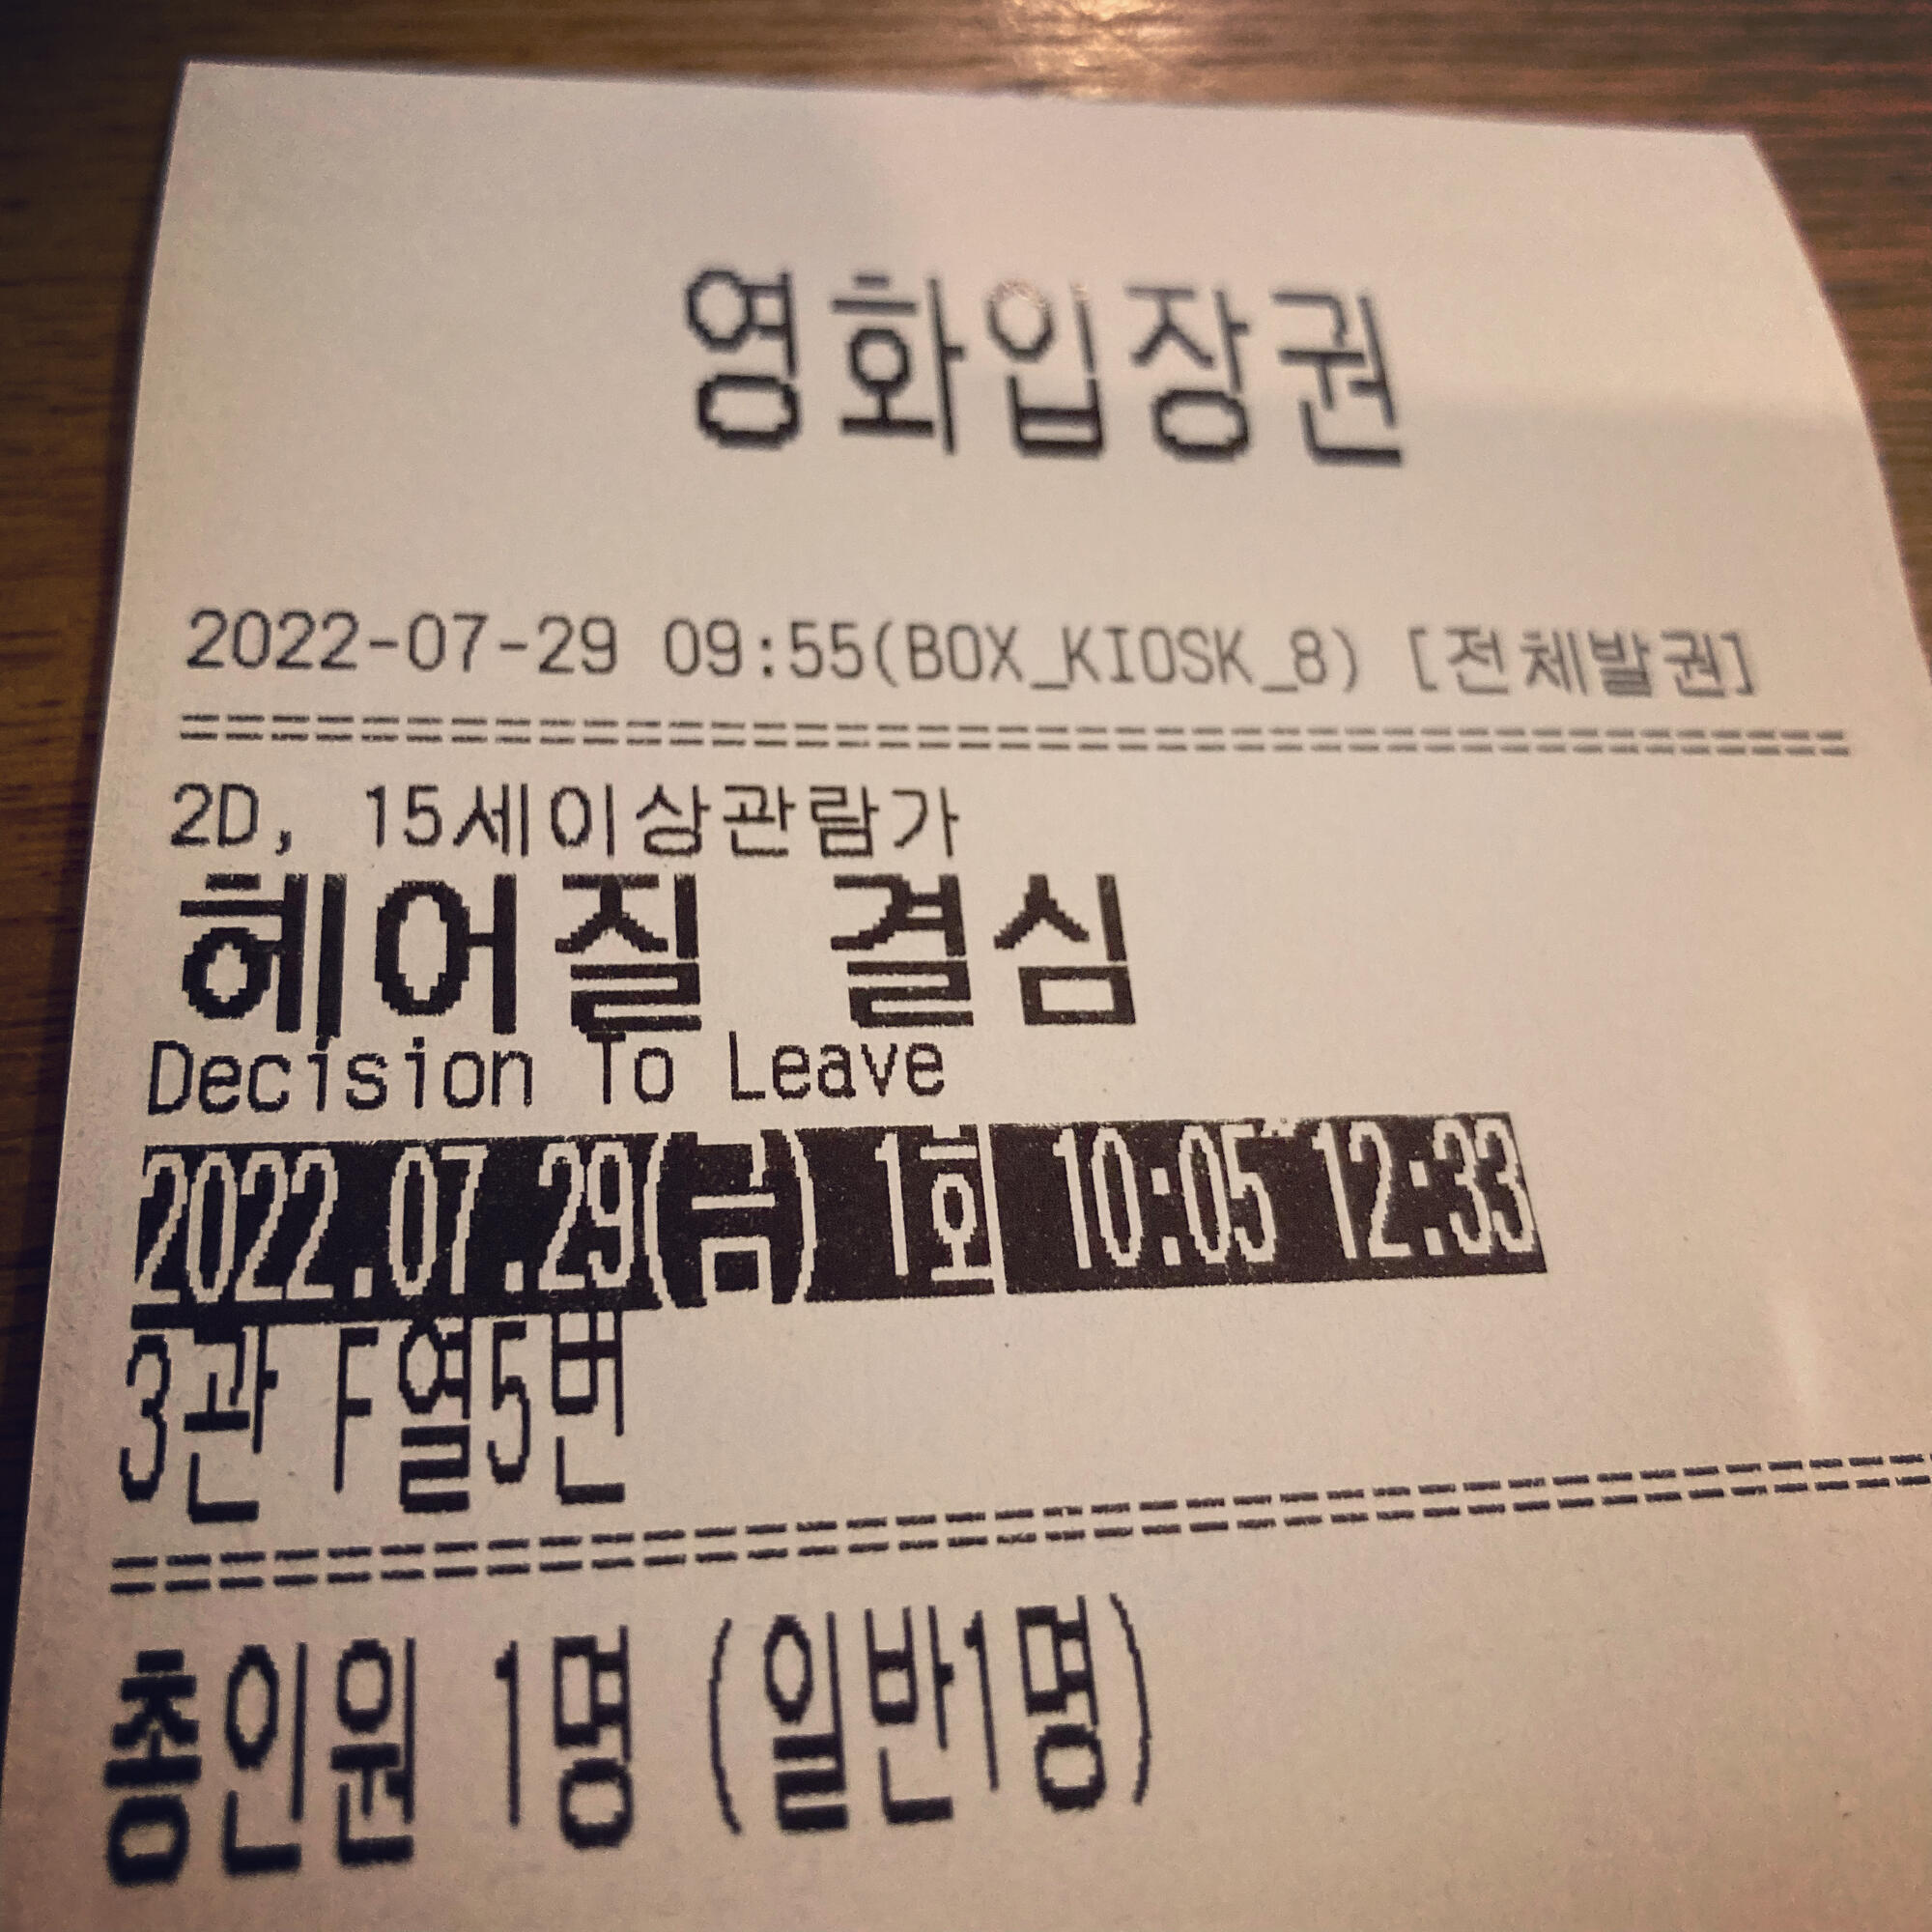 영화입장권
2022-07-29 09:55(BOX_KIOSK_8) [전체발권]
================================
2D, 15세이상관람가
헤어질 결심
Decision To Leave
2022.07.29(금) 1회 10:05~12:33
3관 F열5번
================================
총인원 1명 (일반1명)